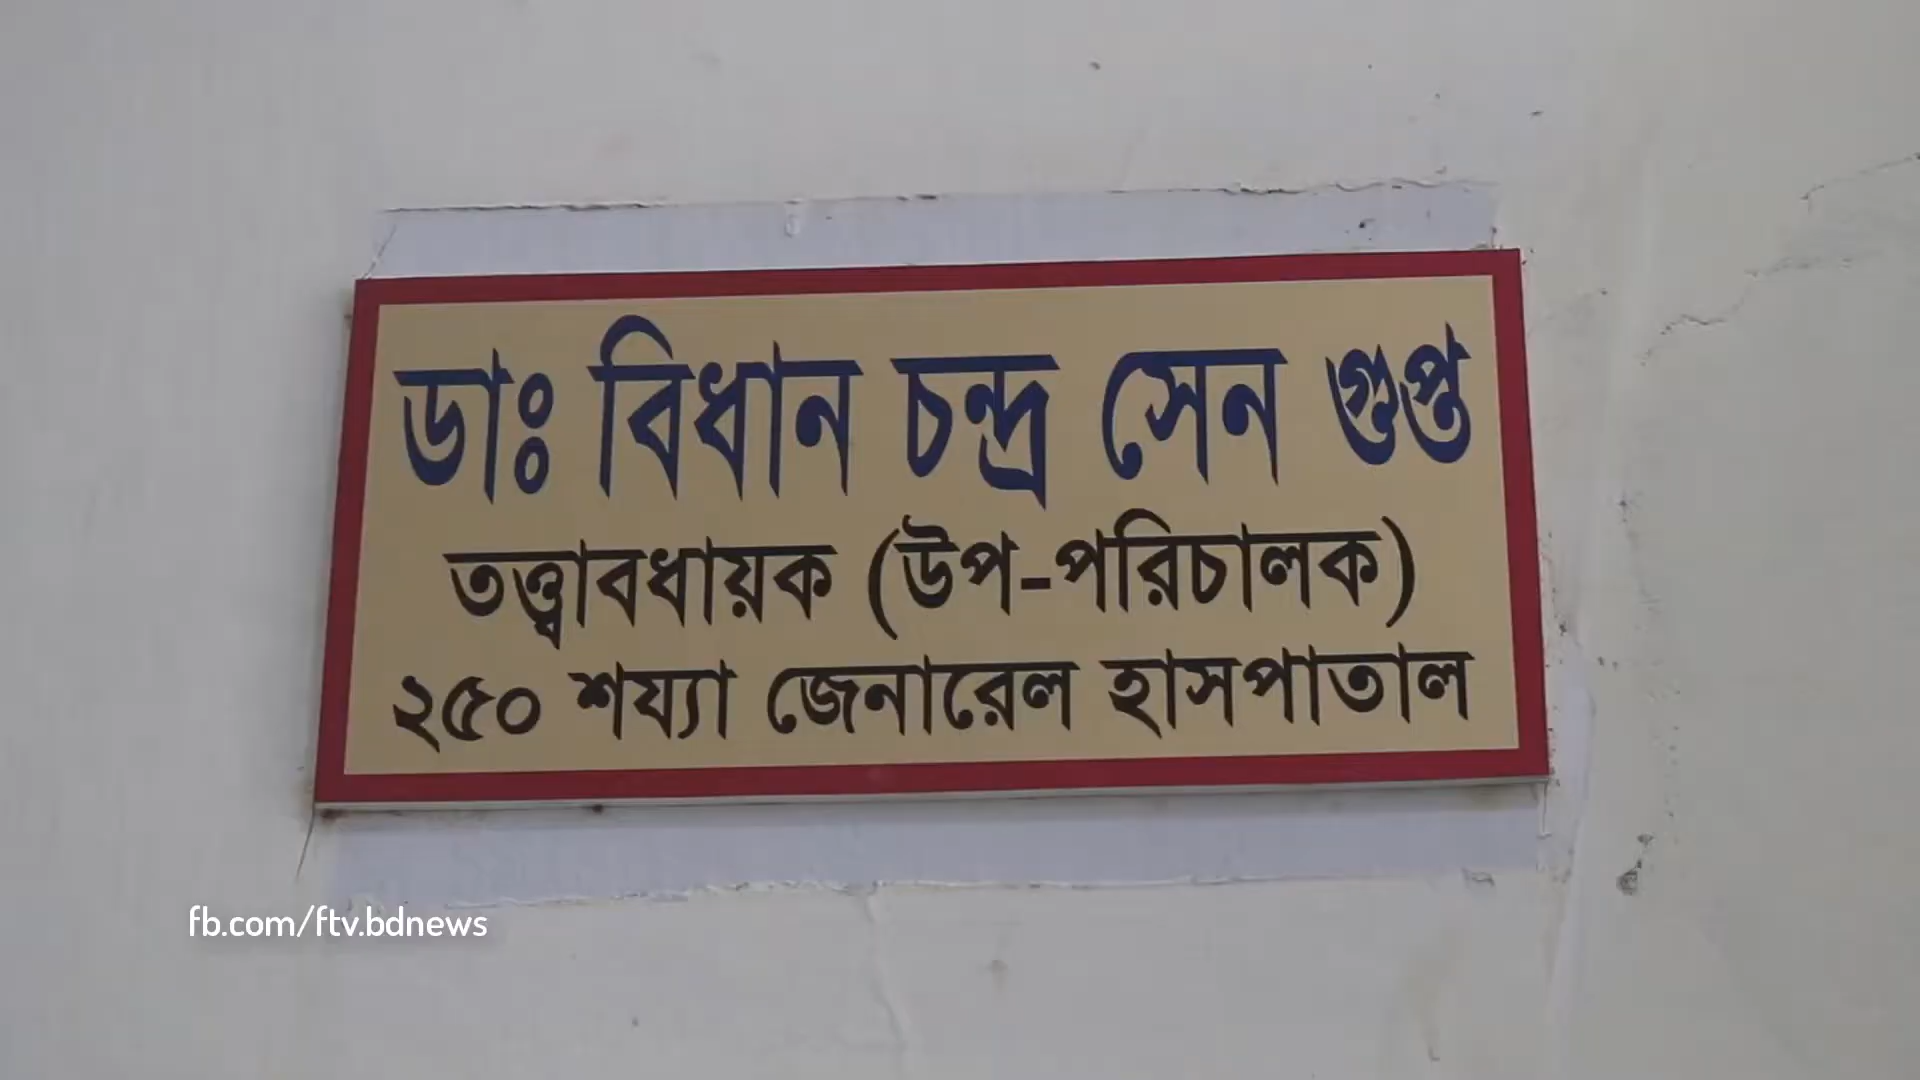 ডাঃ বিধান চন্দ্র সেন গুপ্ত
তত্ত্বাবধায়ক (উপ-পরিচালক)
২৫০ শয্যা জেনারেল হাসপাতাল
fb.com/ftv.bdnews